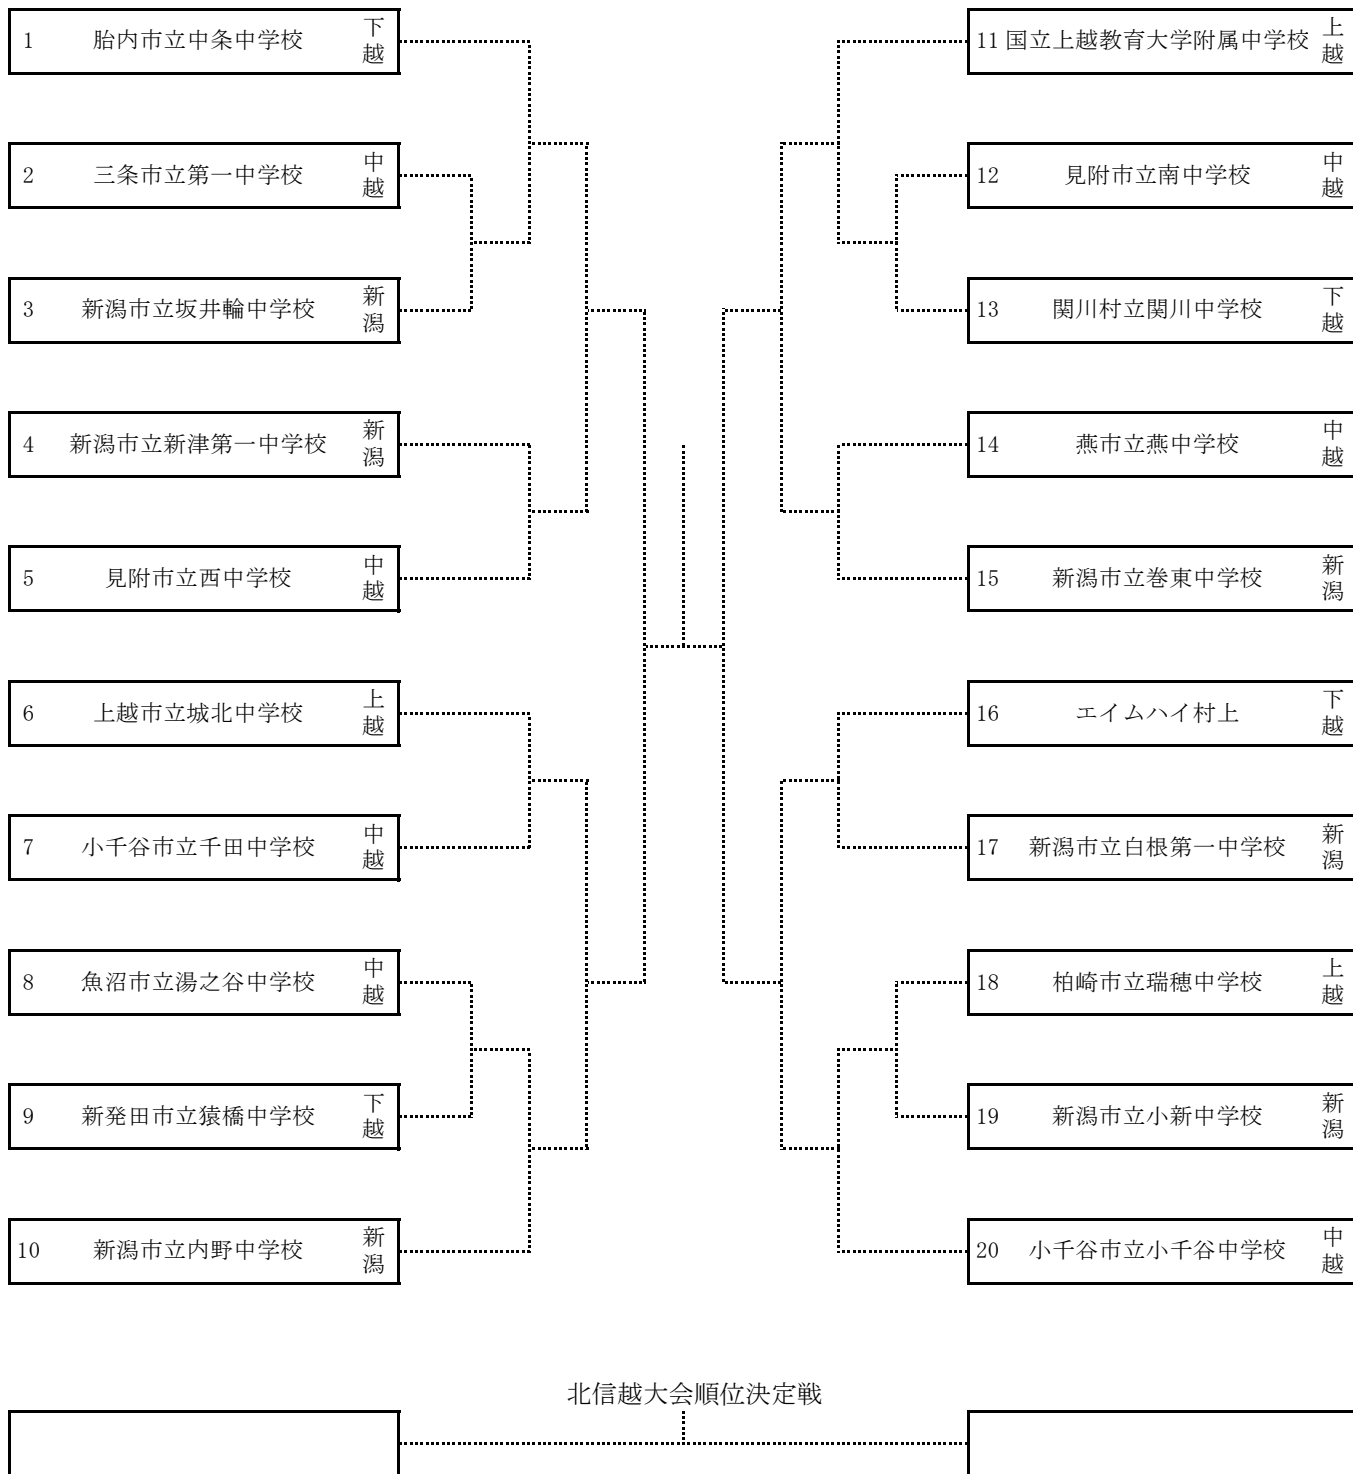 1 胎内市立中条中学校 下越
2 三条市立第一中学校 中越
3 新潟市立坂井輪中学校 新潟
4 新潟市立新津第一中学校 新潟
5 見附市立西中学校 中越
6 上越市立城北中学校 上越
7 小千谷市立千田中学校 中越
8 魚沼市立湯之谷中学校 中越
9 新発田市立猿橋中学校 下越
10 新潟市立内野中学校 新潟
11 国立上越教育大学附属中学校 上越
12 見附市立南中学校 中越
13 関川村立関川中学校 下越
14 燕市立燕中学校 中越
15 新潟市立巻東中学校 新潟
16 エイムハイ村上 下越
17 新潟市立白根第一中学校 新潟
18 柏崎市立瑞穂中学校 上越
19 新潟市立小新中学校 新潟
20 小千谷市立小千谷中学校 中越
北信越大会順位決定戦